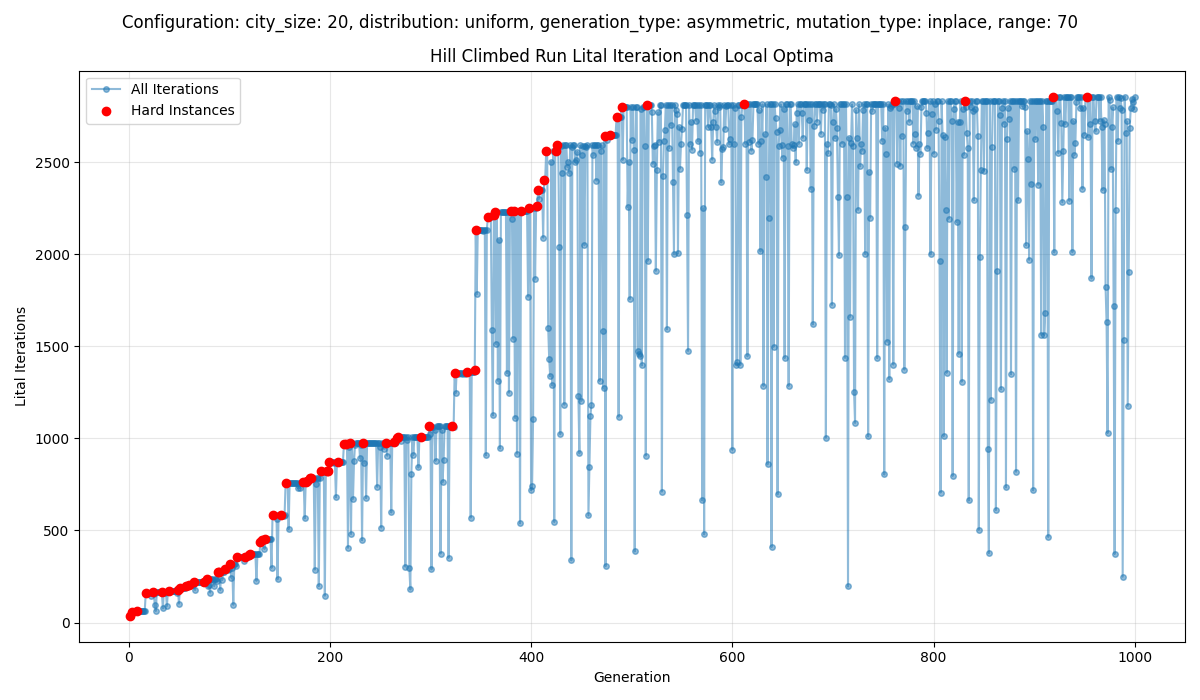 Configuration: city_size: 20, distribution: uniform, generation_type: asymmetric, mutation_type: inplace, range: 70
Hill Climbed Run Lital Iteration and Local Optima
All Iterations
Hard Instances
Lital Iterations
2500
2000
1500
1000
500
0
0 200 400 600 800 1000
Generation